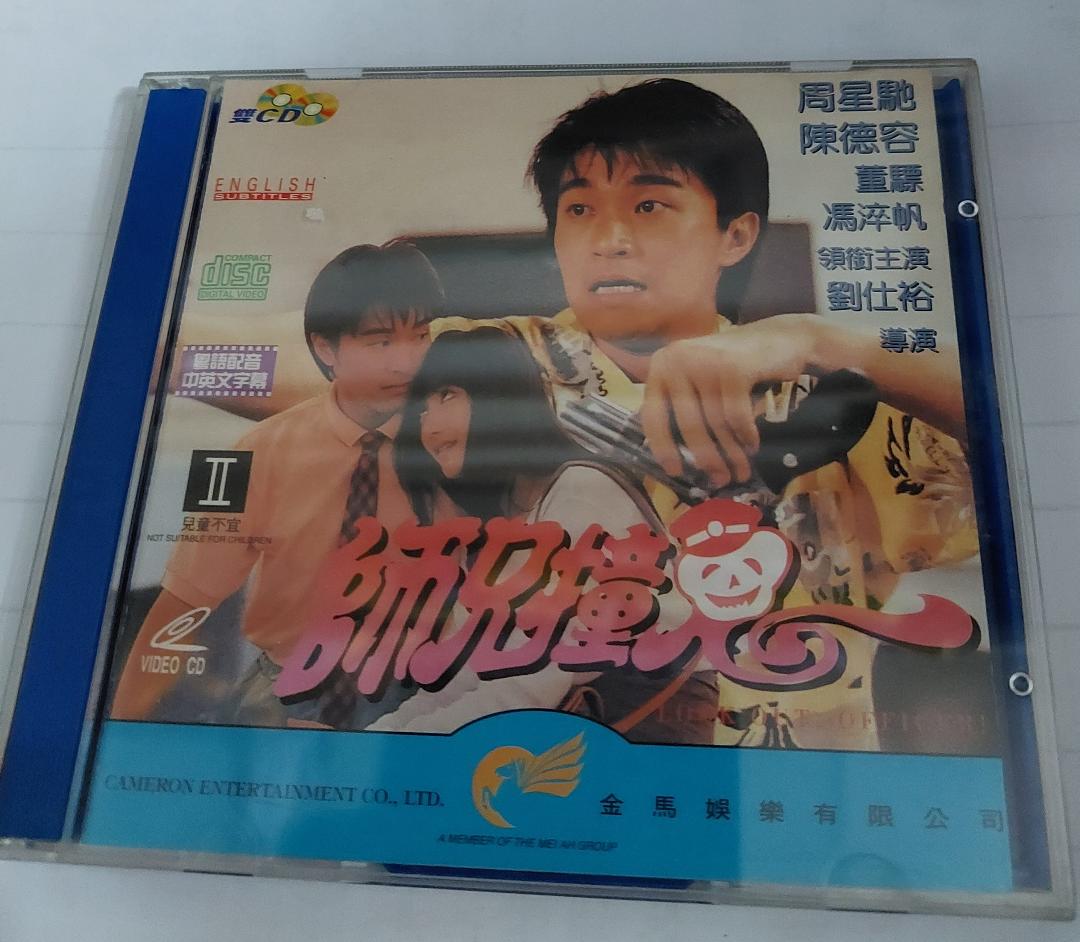 雙CD
ENGLISH
SUBTITLES
COMPACT
disc
DIGITAL VIDEO
粵語配音
中英文字幕
II
兒童不宜
NOT SUITABLE FOR CHILDREN
VIDEO CD
周星馳
陳德容
董驃
馮淬帆
領銜主演
劉仕裕
導演
師兄撞鬼
LOOK OUT, OFFICER!
CAMERON ENTERTAINMENT CO., LTD.
金馬娛樂有限公司
A MEMBER OF THE MEI AH GROUP